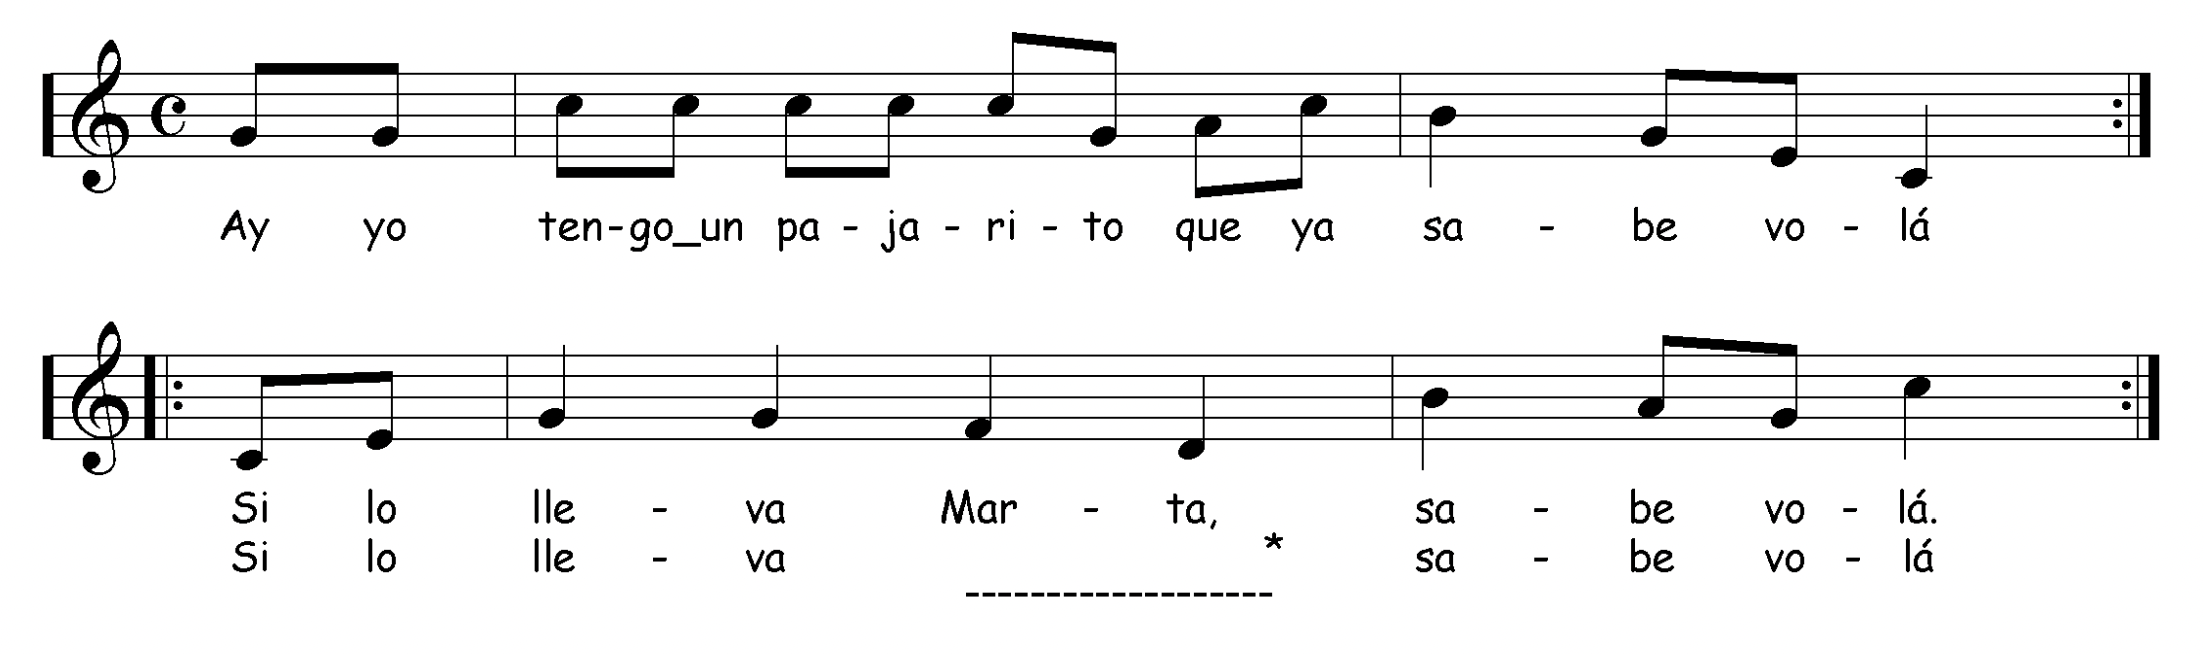 Ay yo ten-go_un pa - ja - ri - to que ya sa - be vo - lá
Si lo lle - va Mar - ta, sa - be vo - lá.
Si lo lle - va * sa - be vo - lá
-------------------